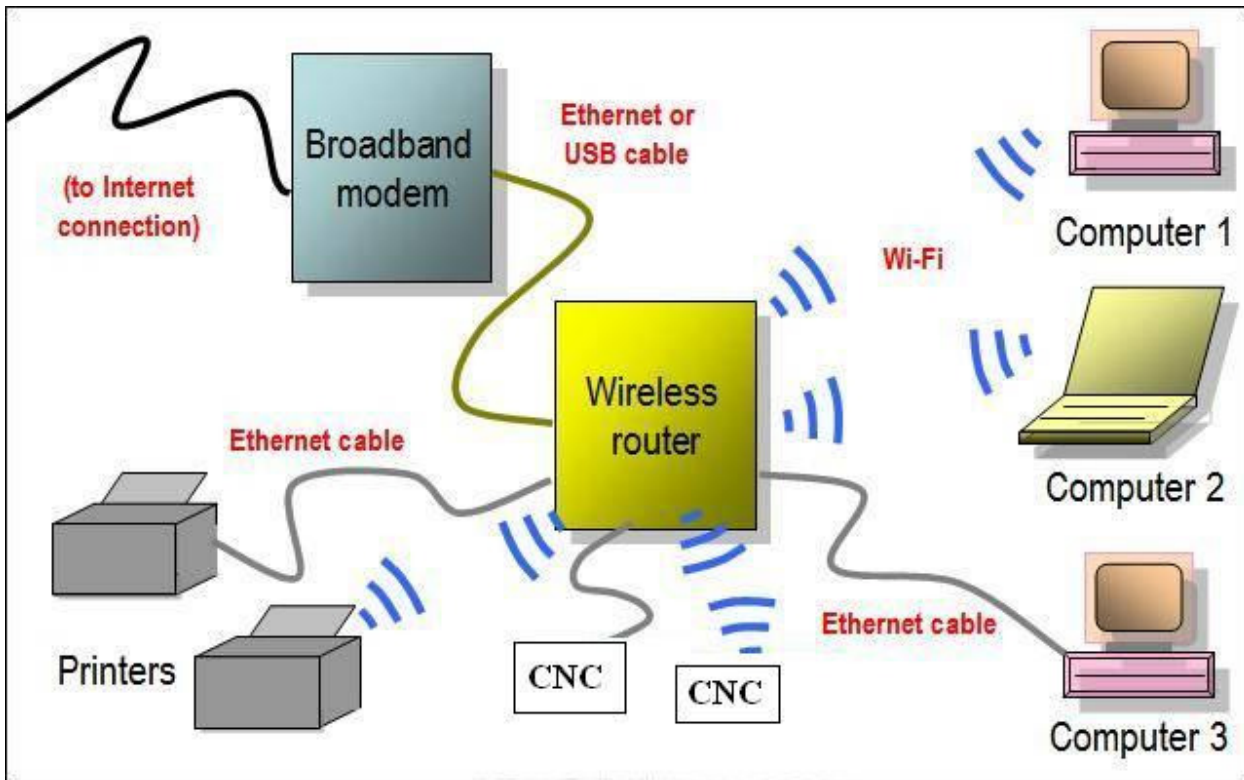 Broadband
modem
(to Internet
connection)
Ethernet or
USB cable
Computer 1
Wi-Fi
Wireless
router
Computer 2
Ethernet cable
Printers
CNC
CNC
Ethernet cable
Computer 3